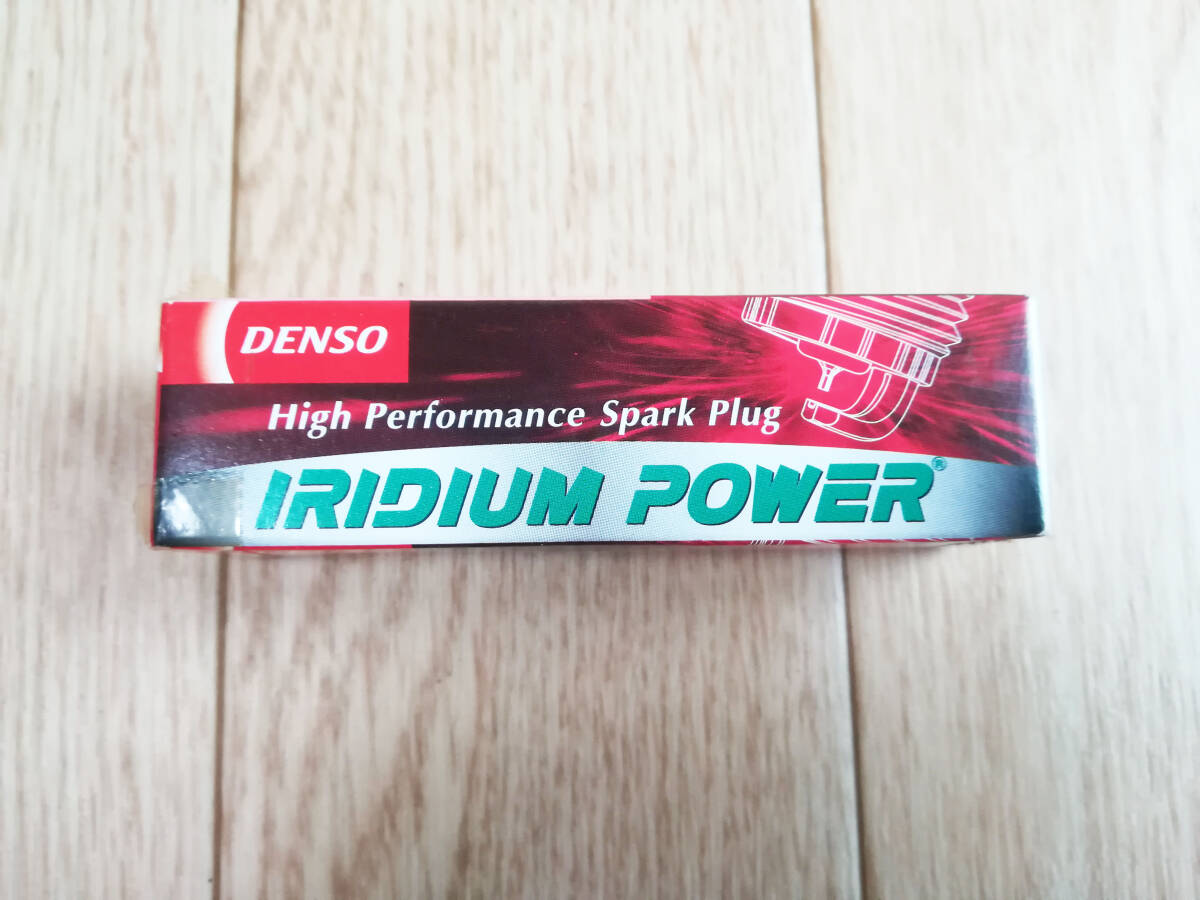 DENSO
High Performance Spark Plug
IRIDIUM POWER®